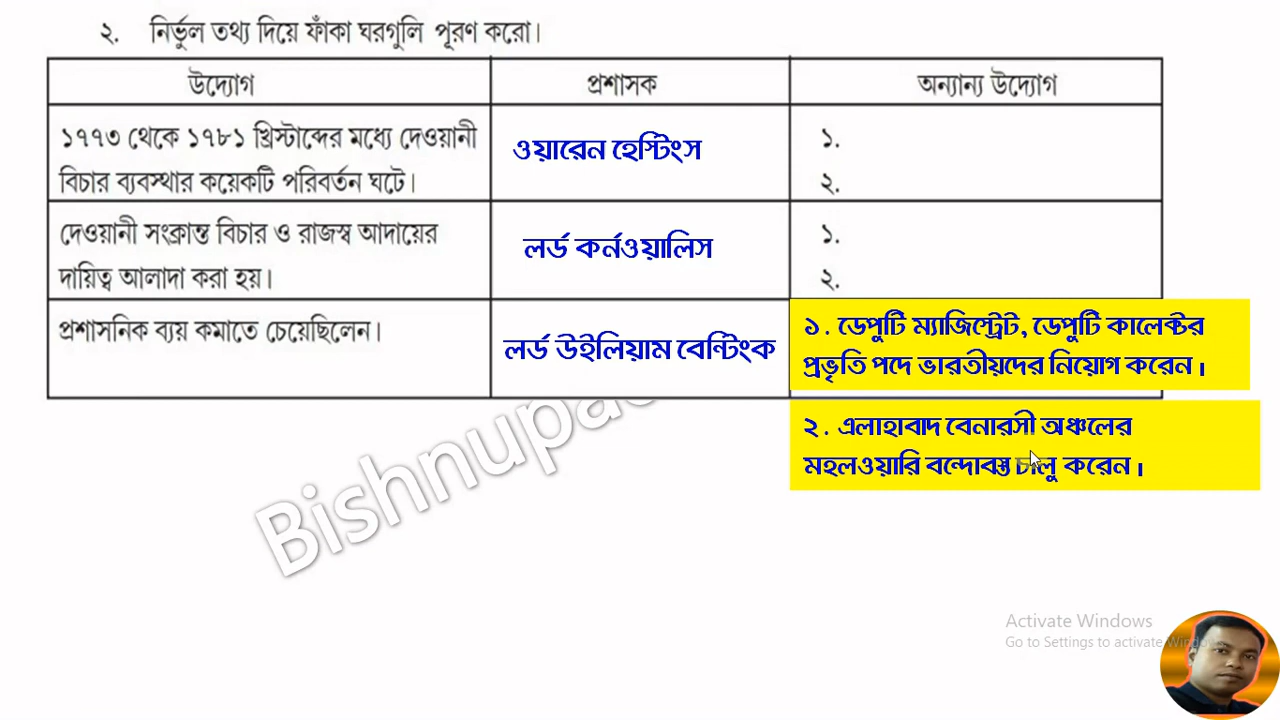 ২. নির্ভুল তথ্য দিয়ে ফাঁকা ঘরগুলি পূরণ করো।
উদ্যোগ প্রশাসক অন্যান্য উদ্যোগ
১৭৭৩ থেকে ১৭৮১ খ্রিস্টাব্দের মধ্যে দেওয়ানী
বিচার ব্যবস্থার কয়েকটি পরিবর্তন ঘটে।
ওয়ারেন হেস্টিংস
১.
২.
দেওয়ানী সংক্রান্ত বিচার ও রাজস্ব আদায়ের
দায়িত্ব আলাদা করা হয়।
লর্ড কর্নওয়ালিস
১.
২.
প্রশাসনিক ব্যয় কমাতে চেয়েছিলেন।
লর্ড উইলিয়াম বেন্টিংক
১. ডেপুটি ম্যাজিস্ট্রেট, ডেপুটি কালেক্টর
প্রভৃতি পদে ভারতীয়দের নিয়োগ করেন।
২. এলাহাবাদ বেনারসী অঞ্চলের
মহলওয়ারি বন্দোবস্ত চালু করেন।
Activate Windows
Go to Settings to activate